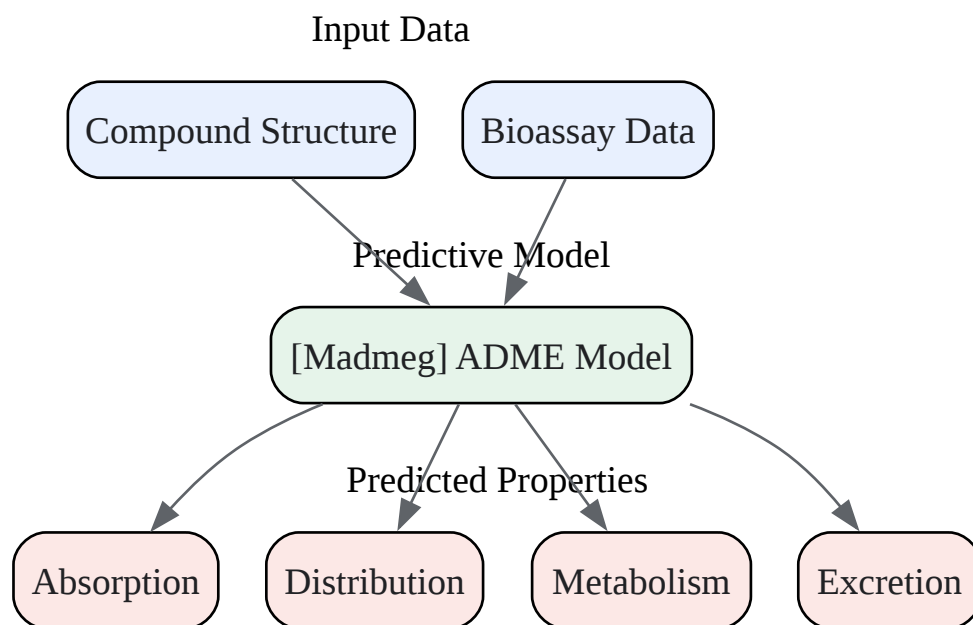 Input Data
Compound Structure
Bioassay Data
Predictive Model
[Madmeg] ADME Model
Predicted Properties
Absorption
Distribution
Metabolism
Excretion